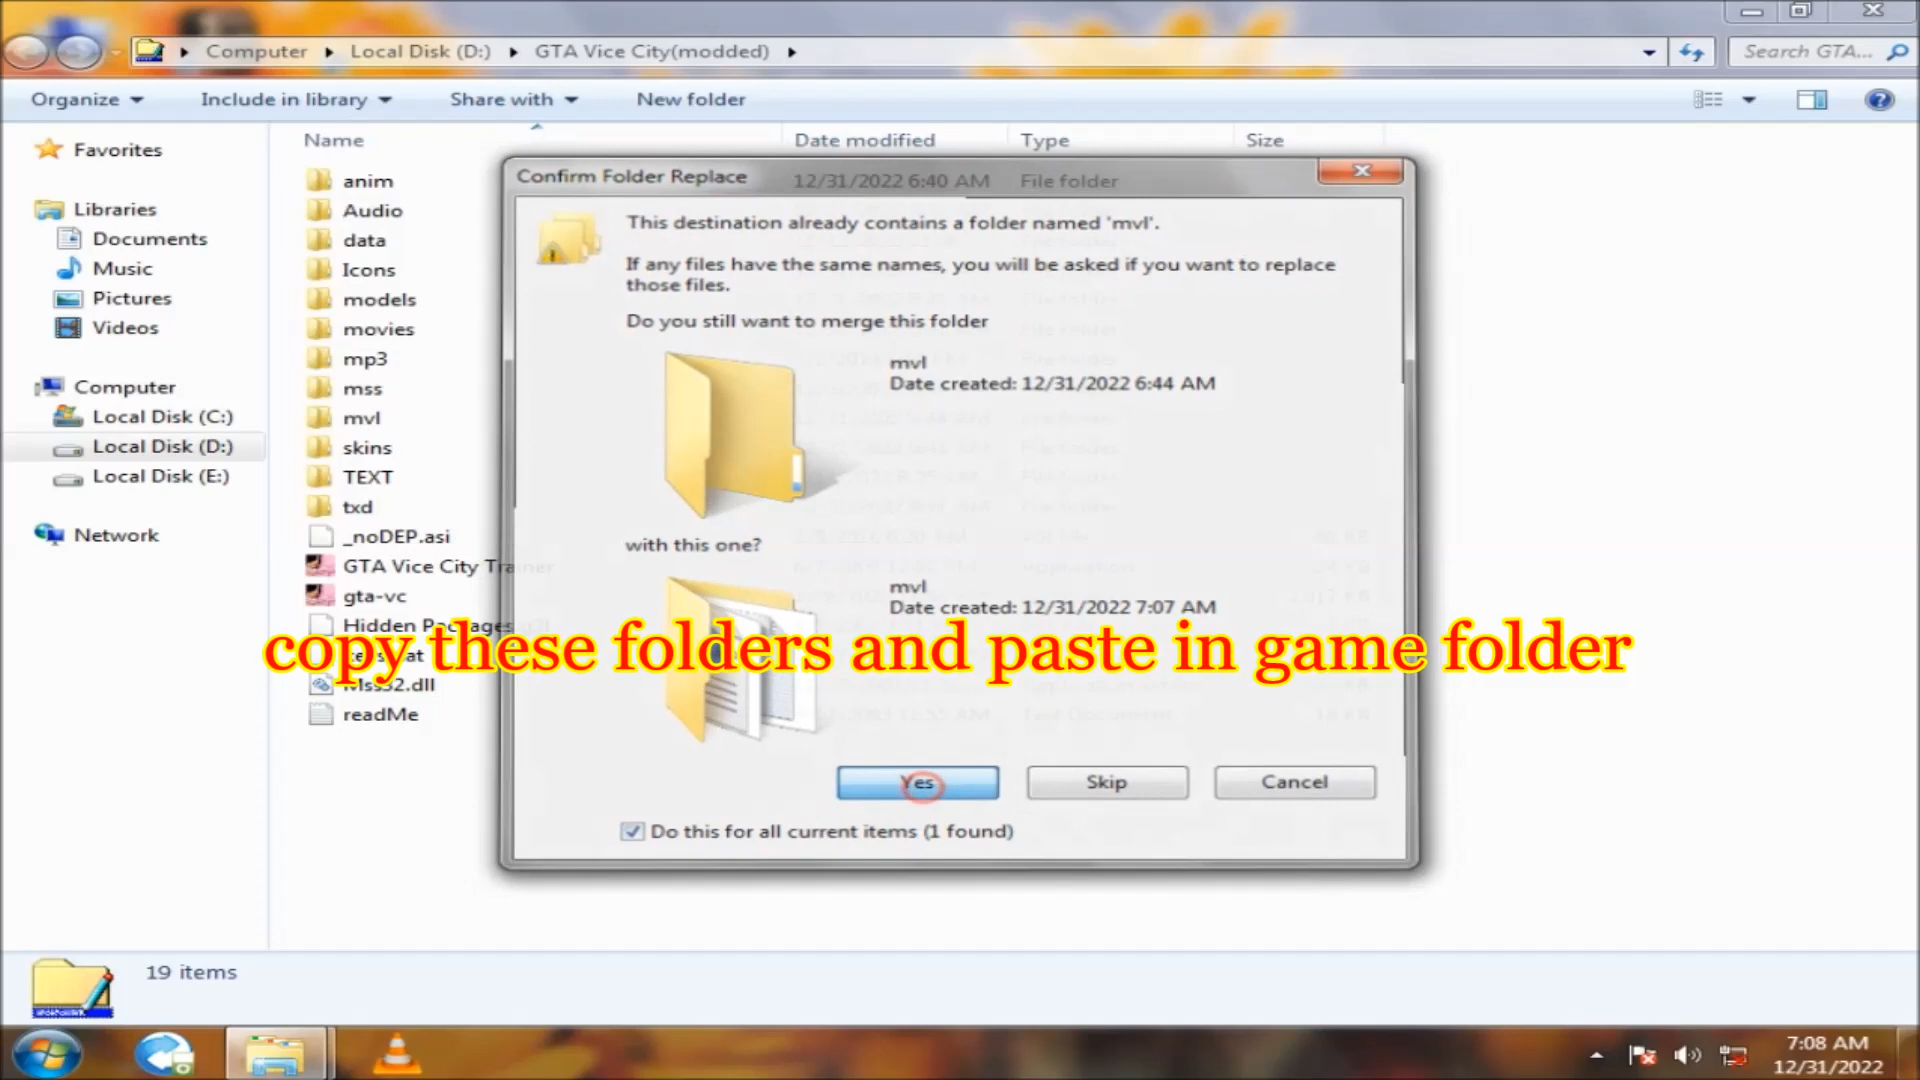 Computer Local Disk (D:) GTA Vice City(modded) Search GTA...
Organize Include in library Share with New folder
Favorites
Libraries
Documents
Music
Pictures
Videos
Computer
Local Disk (C:)
Local Disk (D:)
Local Disk (E:)
Network
Name Date modified Type Size
anim 12/31/2022 6:40 AM File folder
Audio
data
Icons
models
movies
mp3
mss
mvl
skins
TEXT
txd
_noDEP.asi
GTA Vice City
gta-vc
Hidden Packages
Mss32.dll
readMe
Confirm Folder Replace
This destination already contains a folder named 'mvl'.
If any files have the same names, you will be asked if you want to replace
those files.
Do you still want to merge this folder
mvl
Date created: 12/31/2022 6:44 AM
with this one?
mvl
Date created: 12/31/2022 7:07 AM
Yes Skip Cancel
Do this for all current items (1 found)
copy these folders and paste in game folder
19 items
7:08 AM
12/31/2022